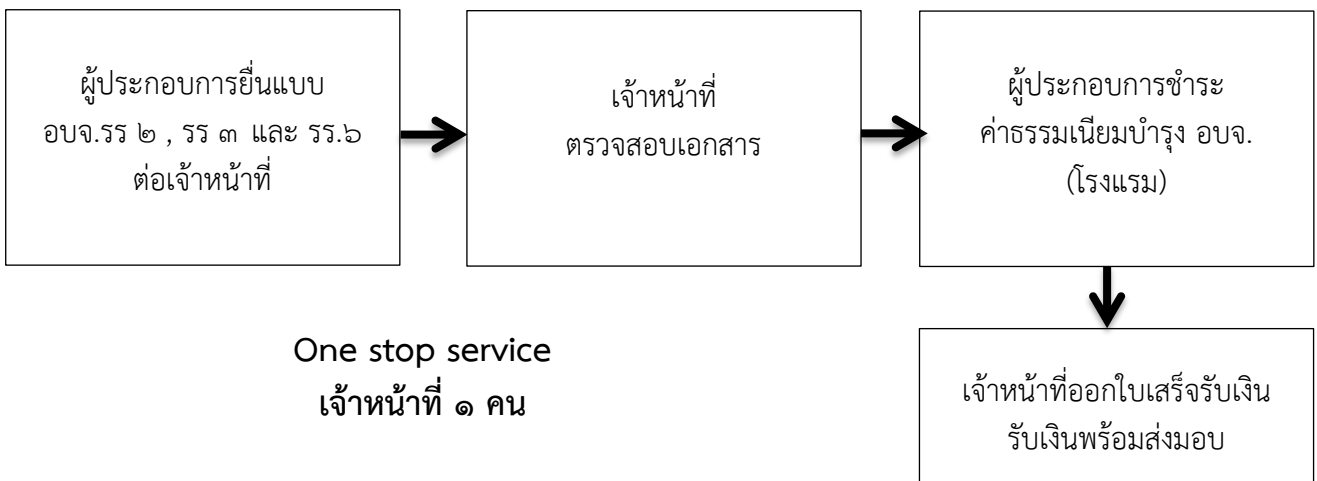 ผู้ประกอบการยื่นแบบ
อบจ.รร ๒ , รร ๓ และ รร.๖
ต่อเจ้าหน้าที่
เจ้าหน้าที่
ตรวจสอบเอกสาร
ผู้ประกอบการชำระ
ค่าธรรมเนียมบำรุง อบจ.
(โรงแรม)
One stop service
เจ้าหน้าที่ ๑ คน
เจ้าหน้าที่ออกใบเสร็จรับเงิน
รับเงินพร้อมส่งมอบ